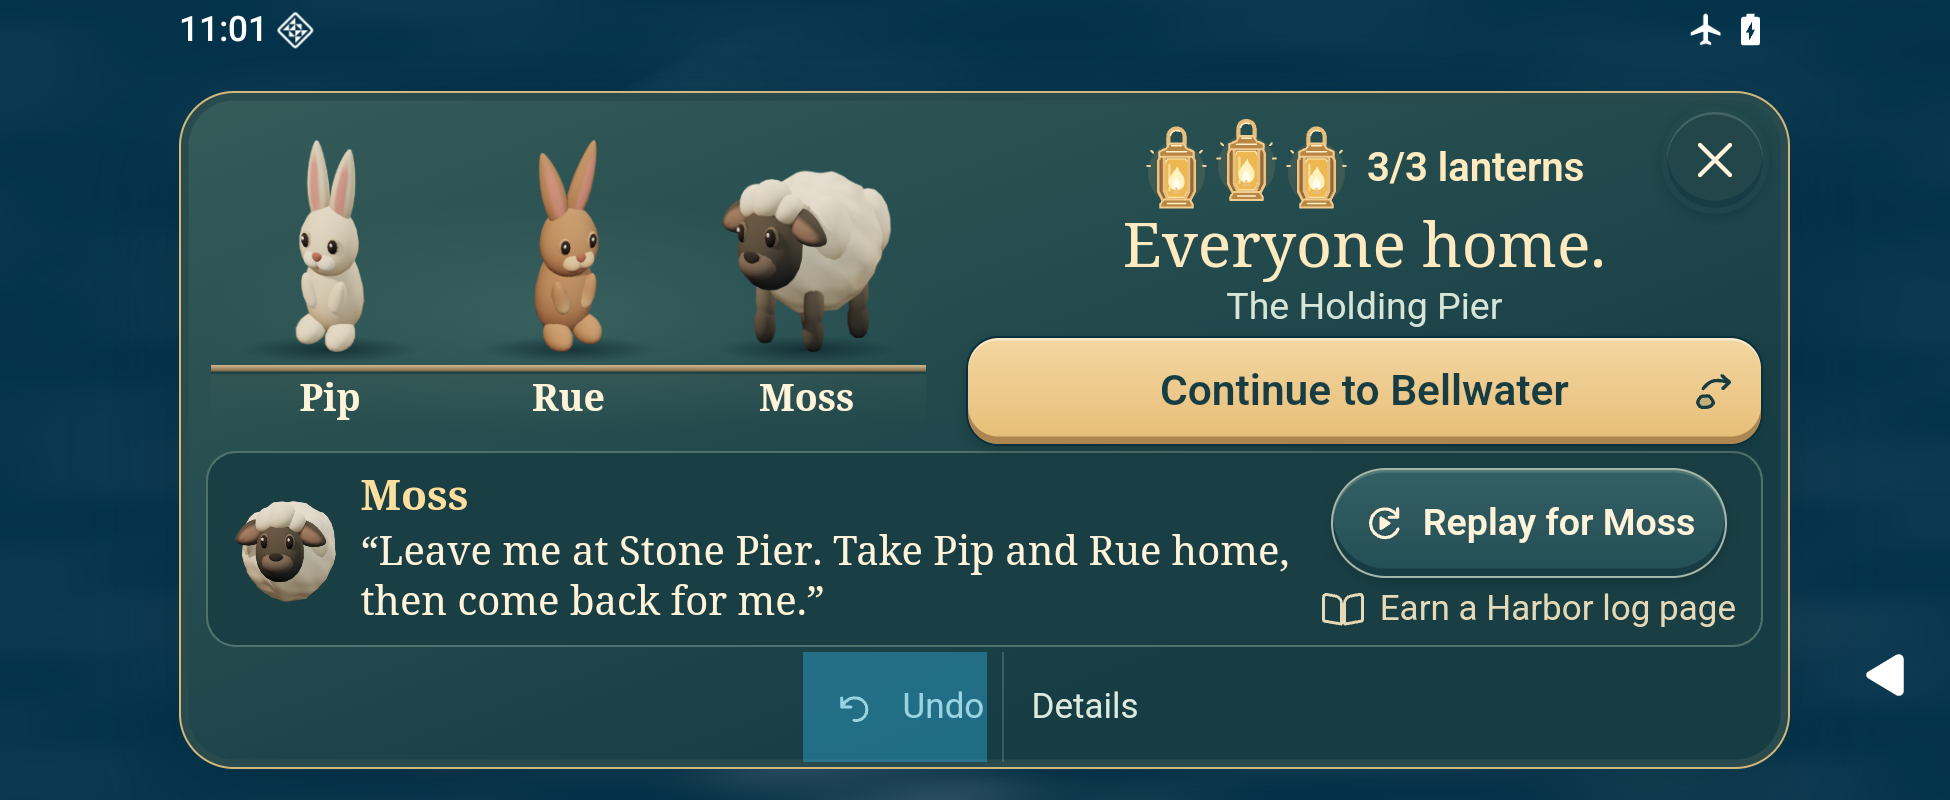 11:01
3/3 lanterns
Everyone home.
The Holding Pier
Pip
Rue
Moss
Continue to Bellwater
Moss
“Leave me at Stone Pier. Take Pip and Rue home,
then come back for me.”
Replay for Moss
Earn a Harbor log page
Undo
Details